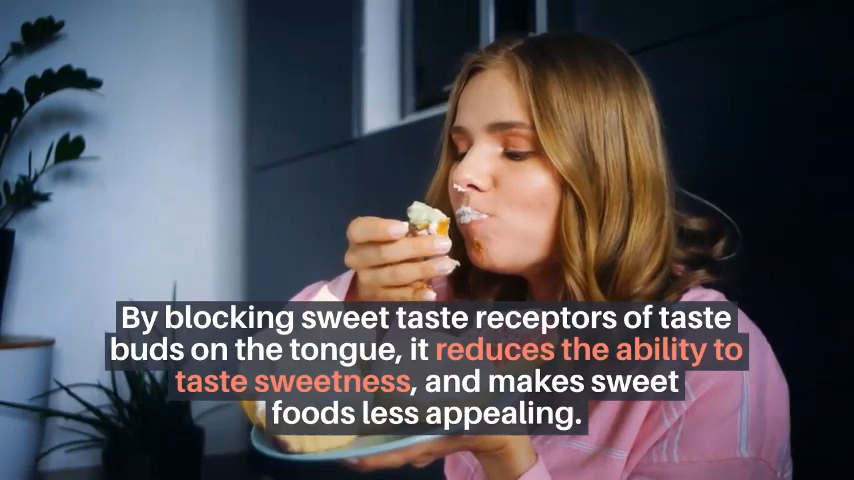 By blocking sweet taste receptors of taste
buds on the tongue, it reduces the ability to
taste sweetness, and makes sweet
foods less appealing.